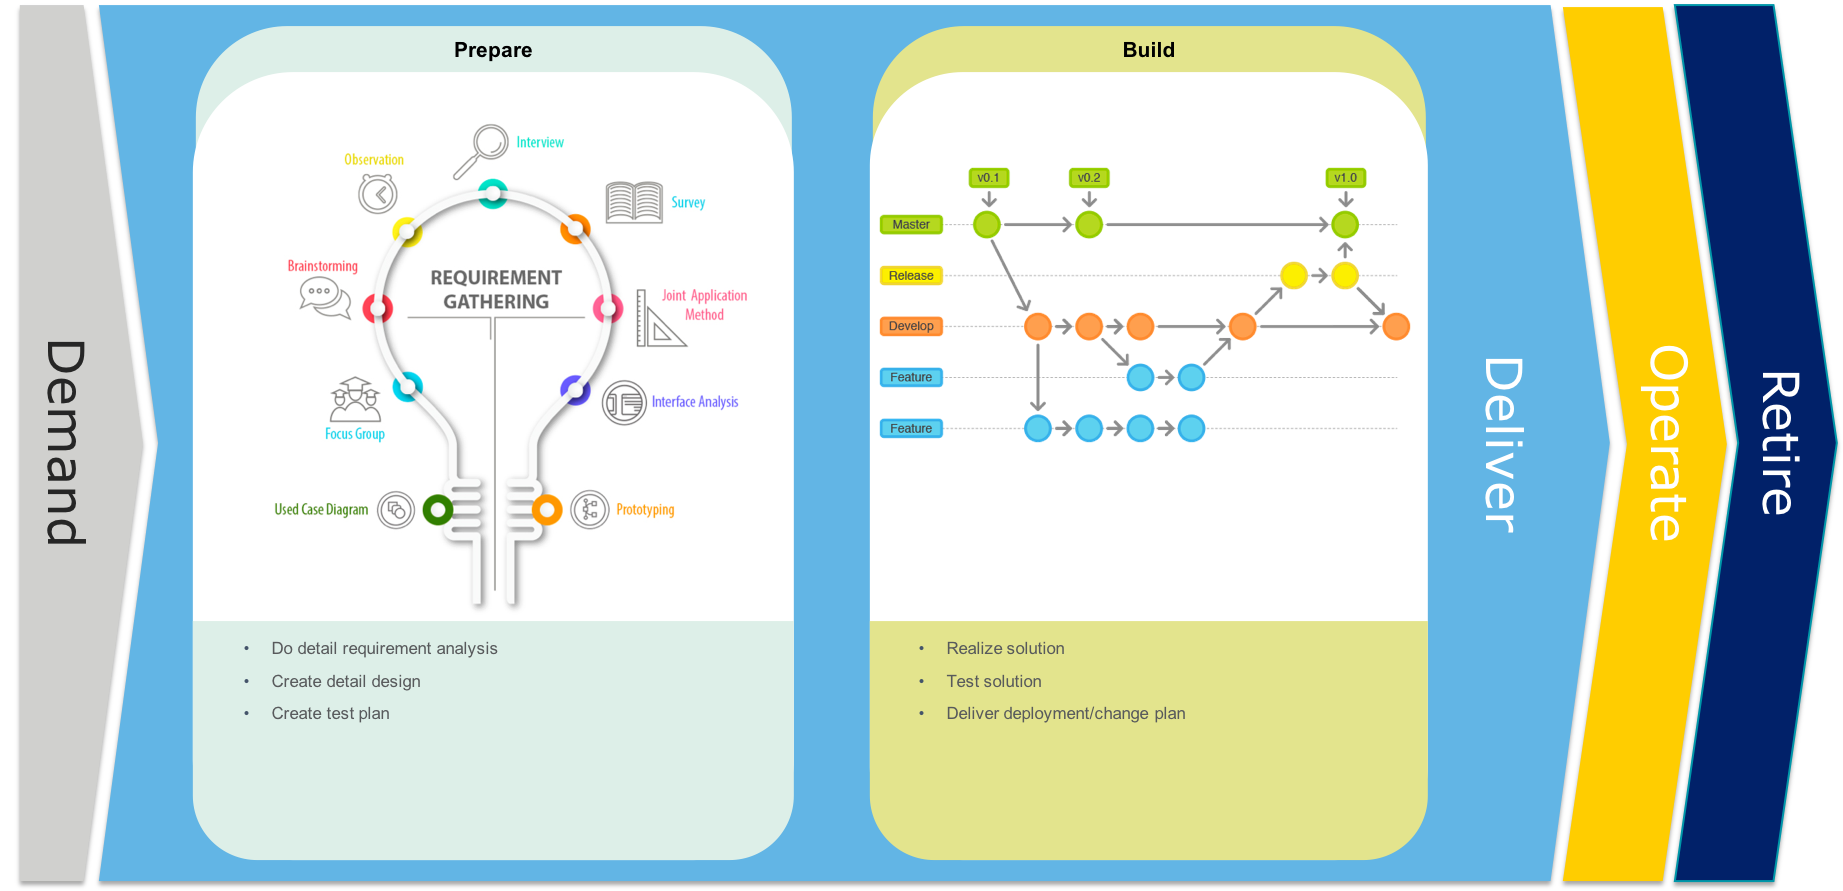 Demand
Prepare
Interview
Observation
Survey
Brainstorming
REQUIREMENT
GATHERING
Joint Application
Method
Interface Analysis
Focus Group
Used Case Diagram
Prototyping
• Do detail requirement analysis
• Create detail design
• Create test plan
Build
v0.1
v0.2
v1.0
Master
Release
Develop
Feature
Feature
• Realize solution
• Test solution
• Deliver deployment/change plan
Deliver
Operate
Retire